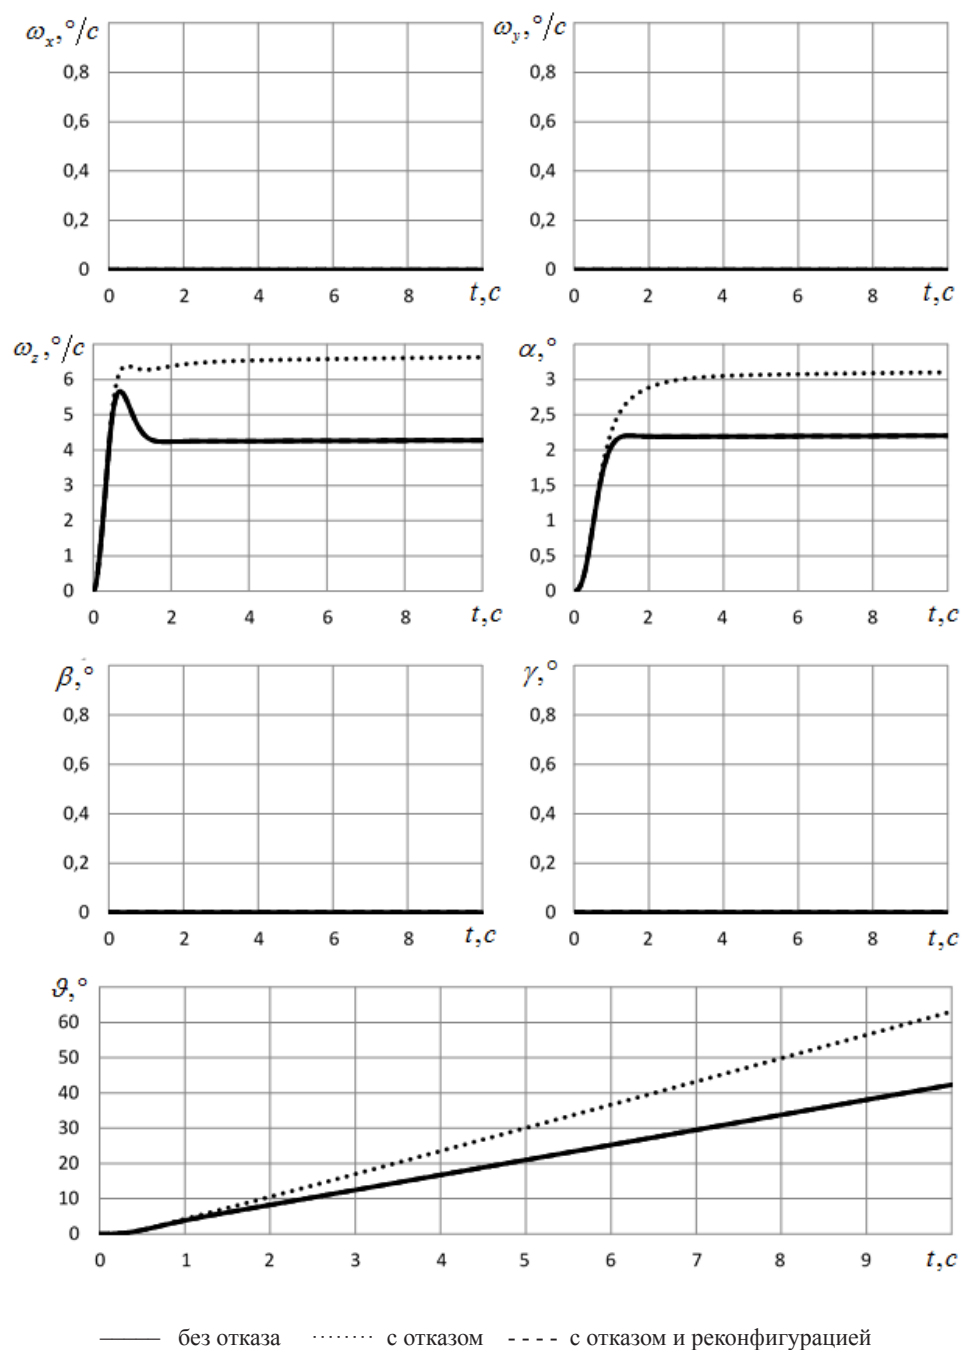 ωx,°/c ωy,°/c
0,8 0,8
0,6 0,6
0,4 0,4
0,2 0,2
0 0
0 2 4 6 8 t,c 0 2 4 6 8 t,c
ωz,°/c α,°
6 3
5 2,5
4 2
3 1,5
2 1
1 0,5
0 0
0 2 4 6 8 t,c 0 2 4 6 8 t,c
β,° γ,°
0,8 0,8
0,6 0,6
0,4 0,4
0,2 0,2
0 0
0 2 4 6 8 t,c 0 2 4 6 8 t,c
ϑ,°
60
50
40
30
20
10
0
0 1 2 3 4 5 6 7 8 9 t,c
без отказа с отказом с отказом и реконфигурацией